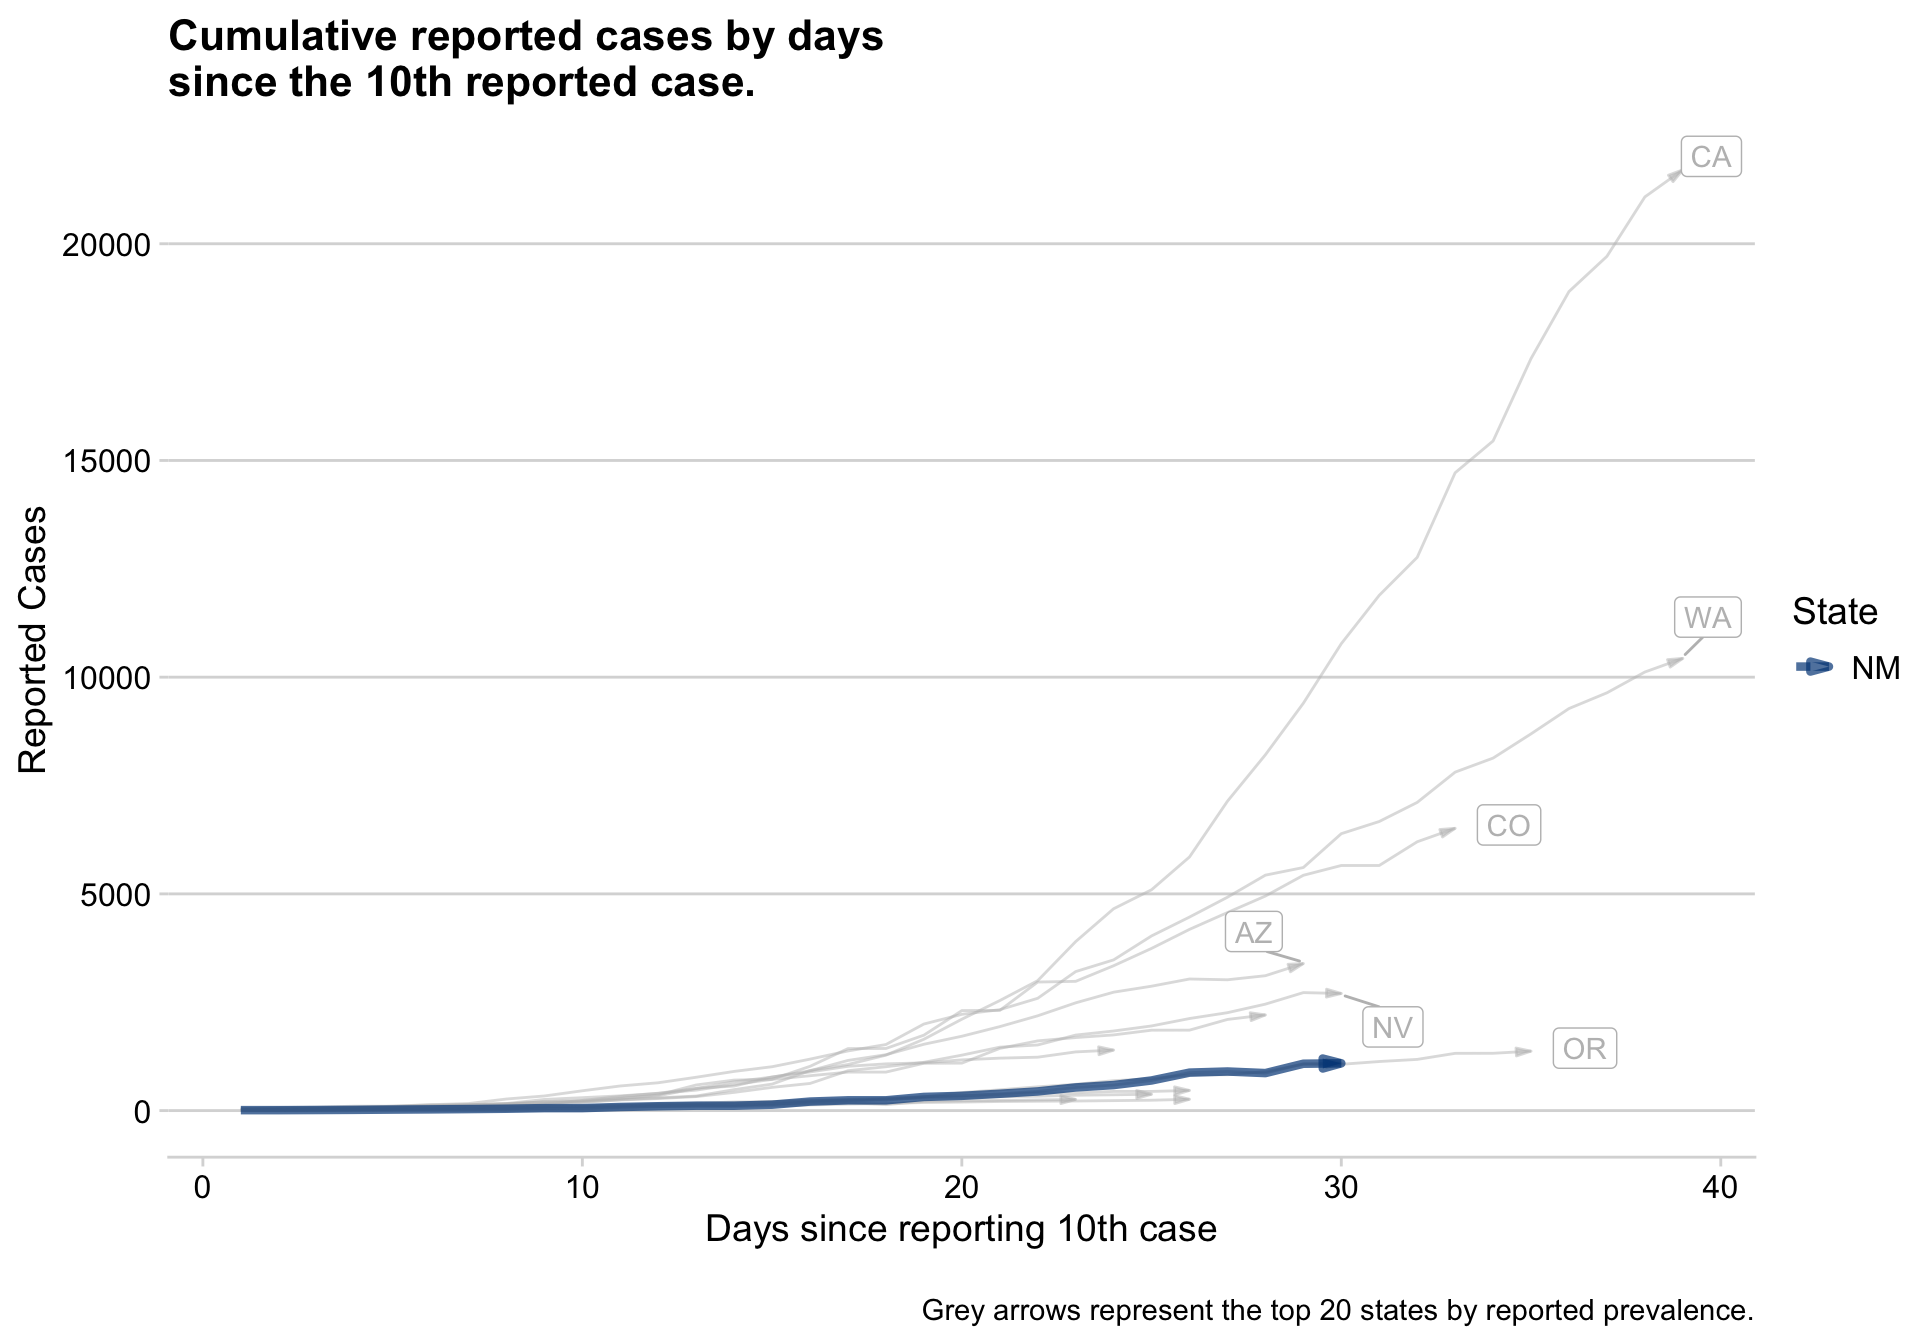 Cumulative reported cases by days
since the 10th reported case.
CA
20000
15000
WA
State
10000
NM
CO
5000
AZ
NV
OR
0
Reported Cases
0 10 20 30 40
Days since reporting 10th case
Grey arrows represent the top 20 states by reported prevalence.